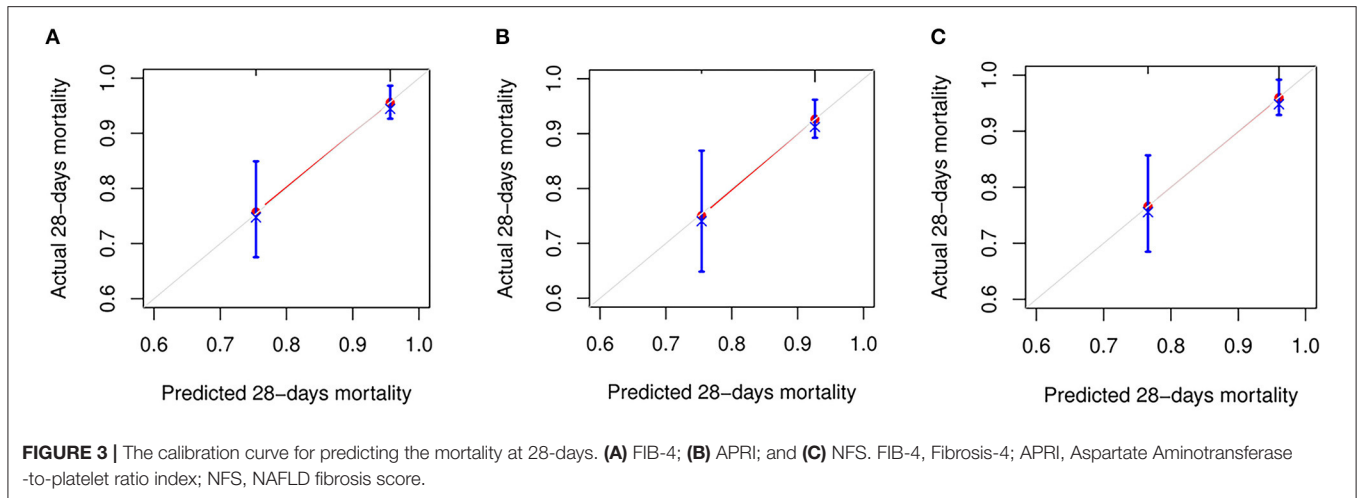 A
B
C
Actual 28−days mortality
0.6 0.7 0.8 0.9 1.0
0.6 0.7 0.8 0.9 1.0
Predicted 28−days mortality
Actual 28−days mortality
0.6 0.7 0.8 0.9 1.0
0.6 0.7 0.8 0.9 1.0
Predicted 28−days mortality
Actual 28−days mortality
0.6 0.7 0.8 0.9 1.0
0.6 0.7 0.8 0.9 1.0
Predicted 28−days mortality
FIGURE 3 | The calibration curve for predicting the mortality at 28-days. (A) FIB-4; (B) APRI; and (C) NFS. FIB-4, Fibrosis-4; APRI, Aspartate Aminotransferase
-to-platelet ratio index; NFS, NAFLD fibrosis score.